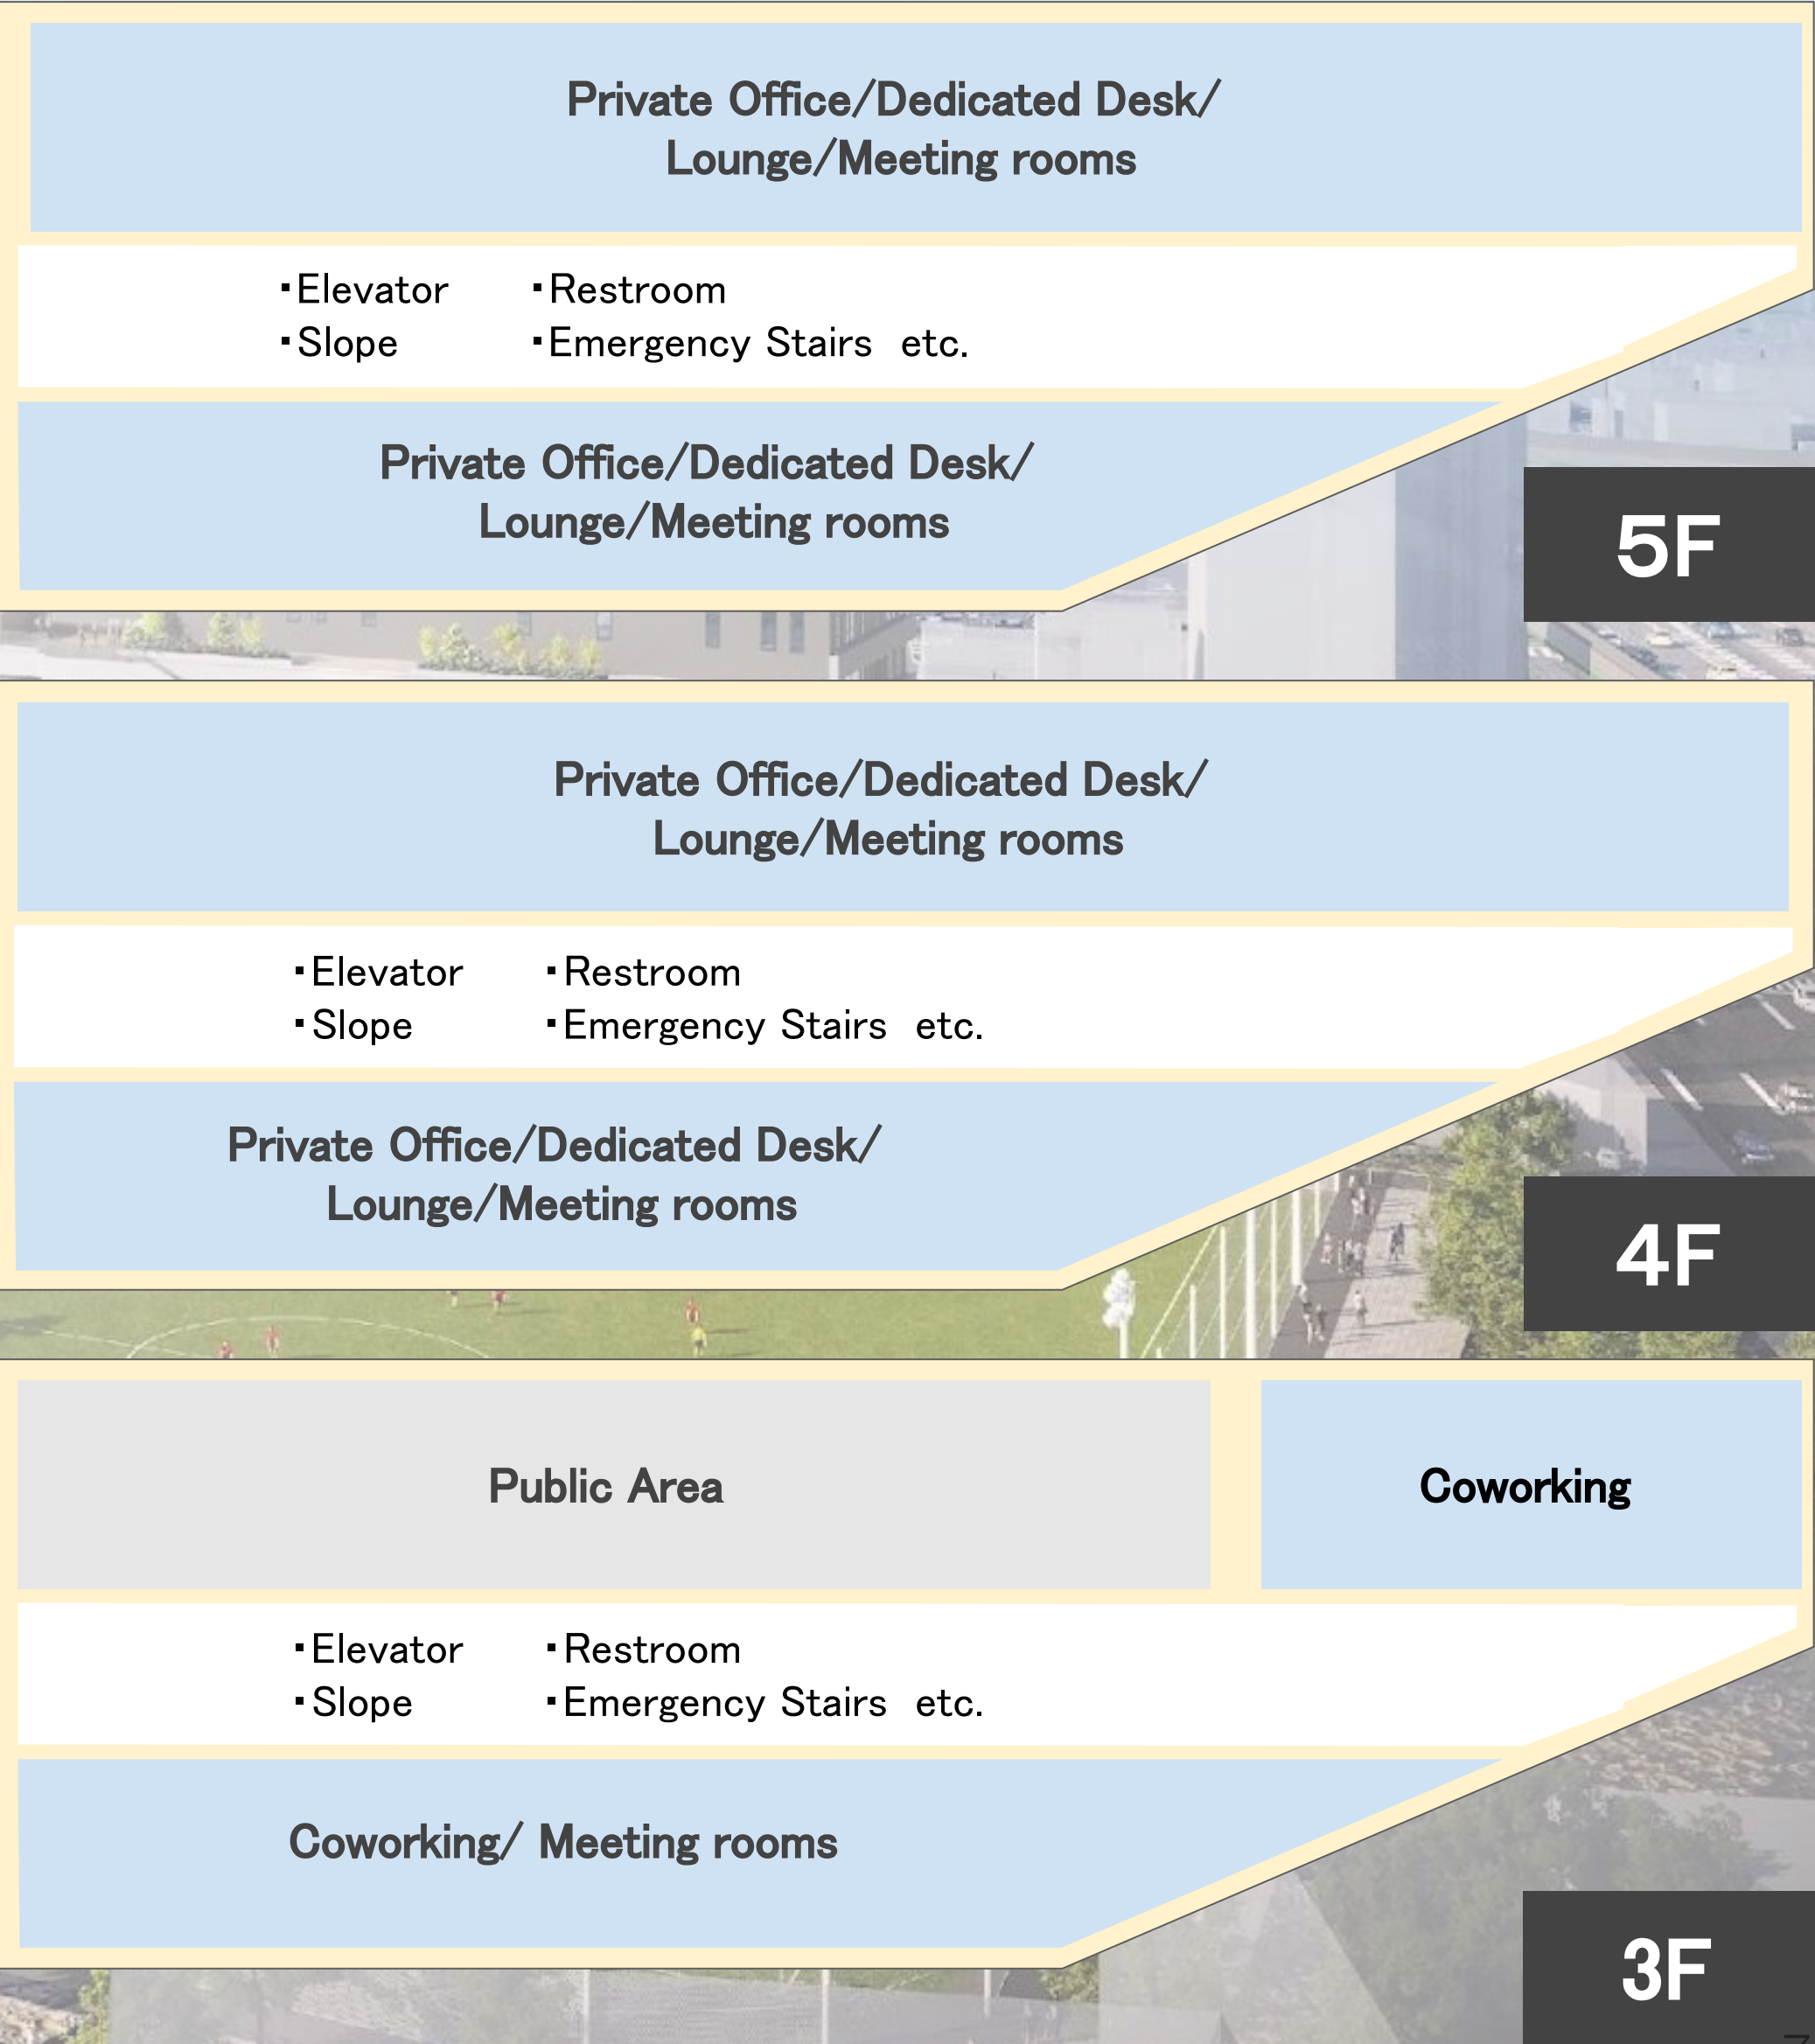 Private Office/Dedicated Desk/
Lounge/Meeting rooms
・Elevator ・Restroom
・Slope ・Emergency Stairs etc.
Private Office/Dedicated Desk/
Lounge/Meeting rooms
5F
Private Office/Dedicated Desk/
Lounge/Meeting rooms
・Elevator ・Restroom
・Slope ・Emergency Stairs etc.
Private Office/Dedicated Desk/
Lounge/Meeting rooms
4F
Public Area
Coworking
・Elevator ・Restroom
・Slope ・Emergency Stairs etc.
Coworking/ Meeting rooms
3F